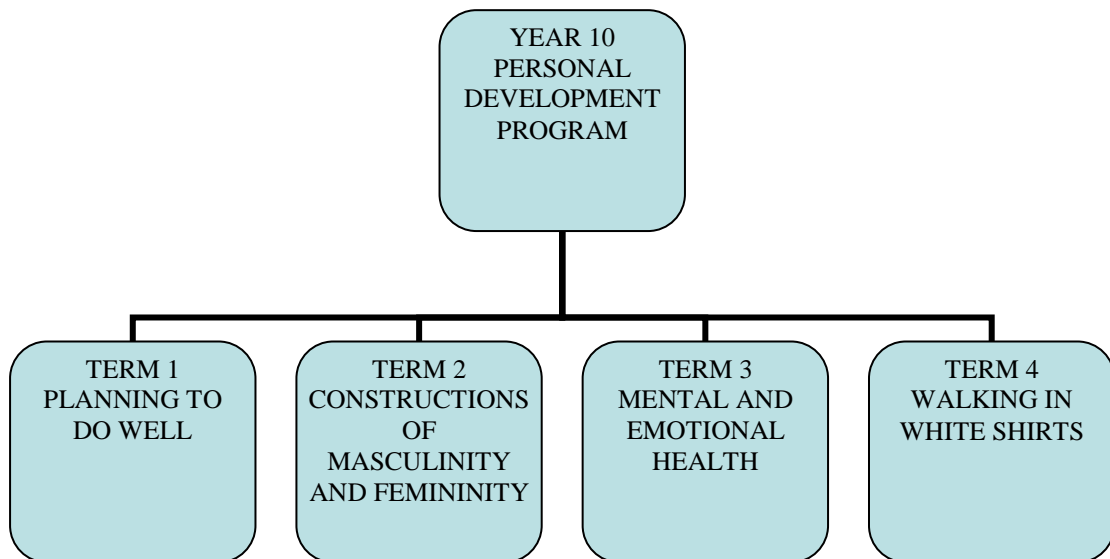 YEAR 10
PERSONAL
DEVELOPMENT
PROGRAM
TERM 1
PLANNING TO
DO WELL
TERM 2
CONSTRUCTIONS
OF
MASCULINITY
AND FEMININITY
TERM 3
MENTAL AND
EMOTIONAL
HEALTH
TERM 4
WALKING IN
WHITE SHIRTS